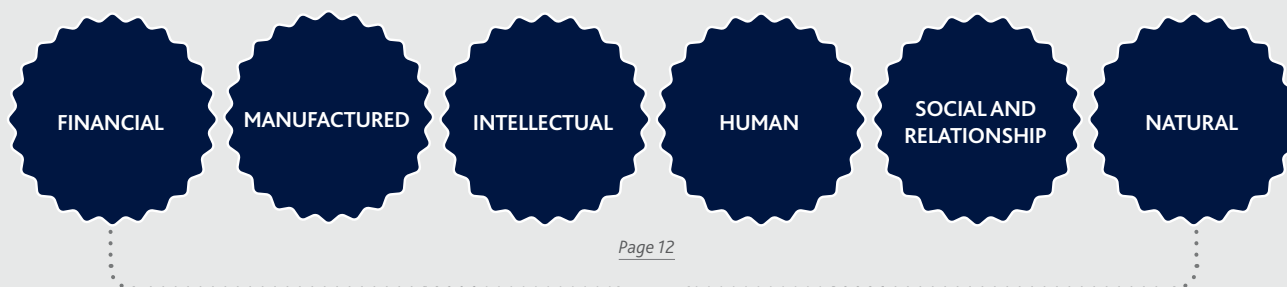 FINANCIAL
MANUFACTURED
INTELLECTUAL
HUMAN
SOCIAL AND
RELATIONSHIP
NATURAL
Page 12